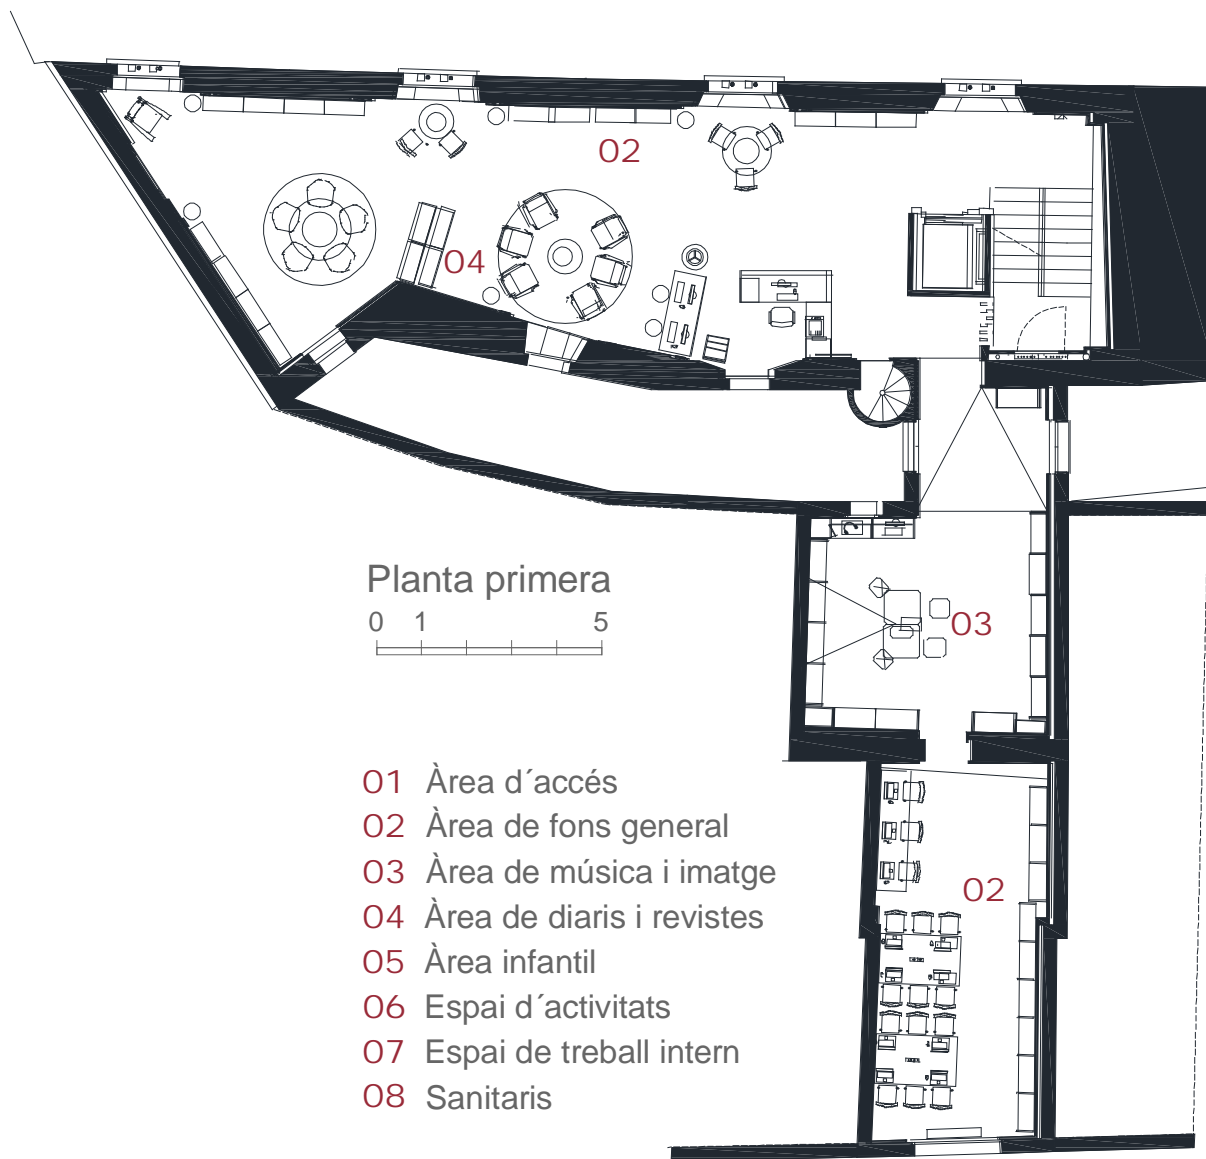 02
04
Planta primera
0 1 5
03
01 Àrea d´accés
02 Àrea de fons general
03 Àrea de música i imatge
04 Àrea de diaris i revistes
05 Àrea infantil
06 Espai d´activitats
07 Espai de treball intern
08 Sanitaris
02